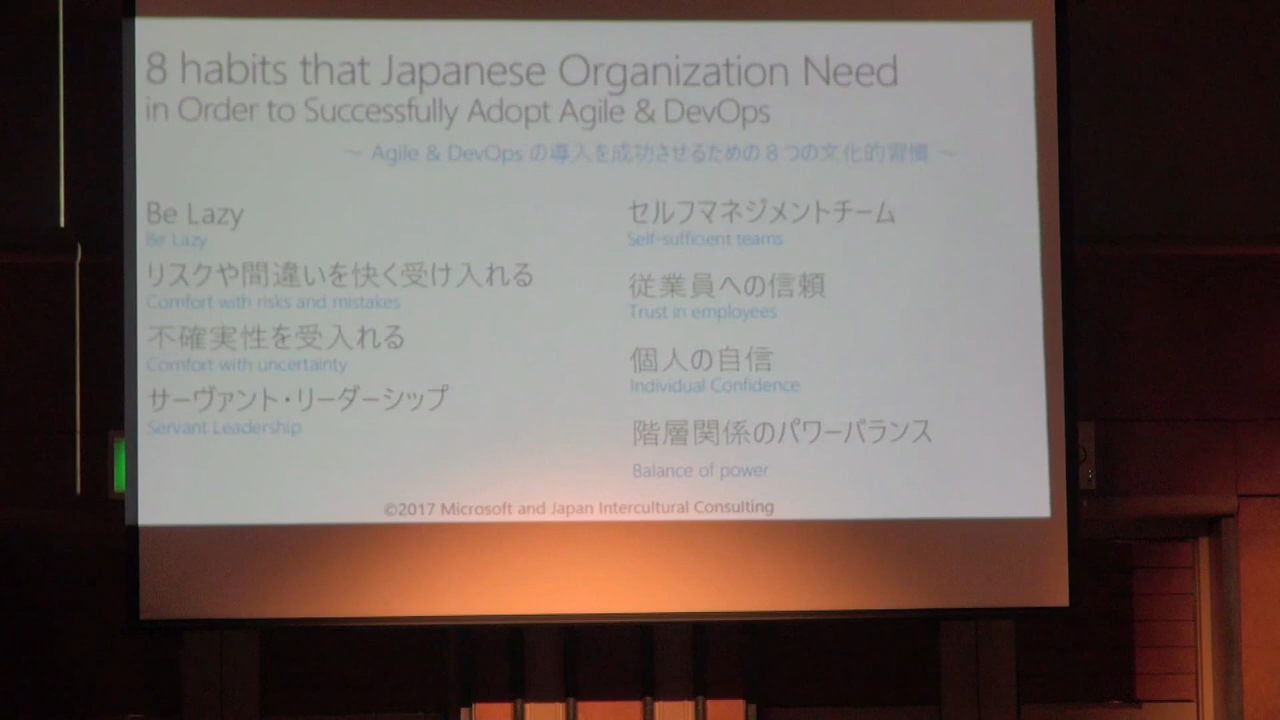 8 habits that Japanese Organization Need
in Order to Successfully Adopt Agile & DevOps
～ Agile & DevOps の導入を成功させるための８つの文化的習慣 ～
Be Lazy
Be Lazy
リスクや間違いを快く受け入れる
Comfort with risks and mistakes
不確実性を受入れる
Comfort with uncertainty
サーヴァント・リーダーシップ
Servant Leadership
セルフマネジメントチーム
Self-sufficient teams
従業員への信頼
Trust in employees
個人の自信
Individual Confidence
階層関係のパワーバランス
Balance of power
©2017 Microsoft and Japan Intercultural Consulting